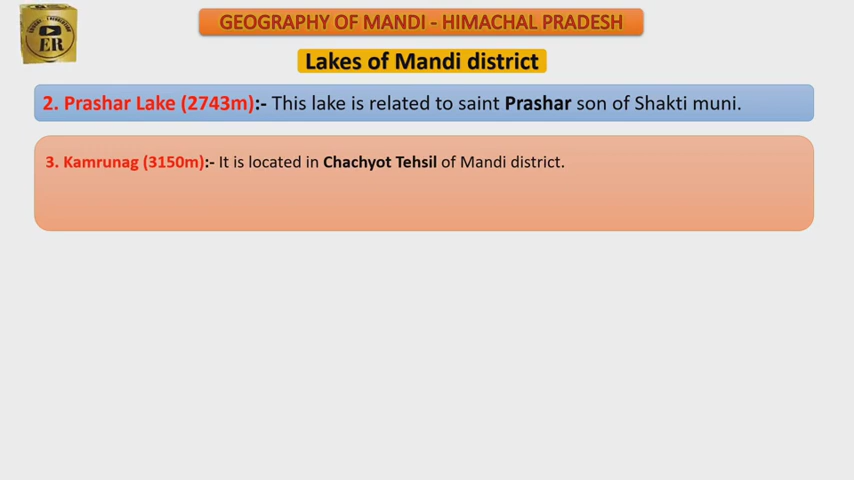 ER
GEOGRAPHY OF MANDI - HIMACHAL PRADESH
Lakes of Mandi district
2. Prashar Lake (2743m):- This lake is related to saint Prashar son of Shakti muni.
3. Kamrunag (3150m):- It is located in Chachyot Tehsil of Mandi district.